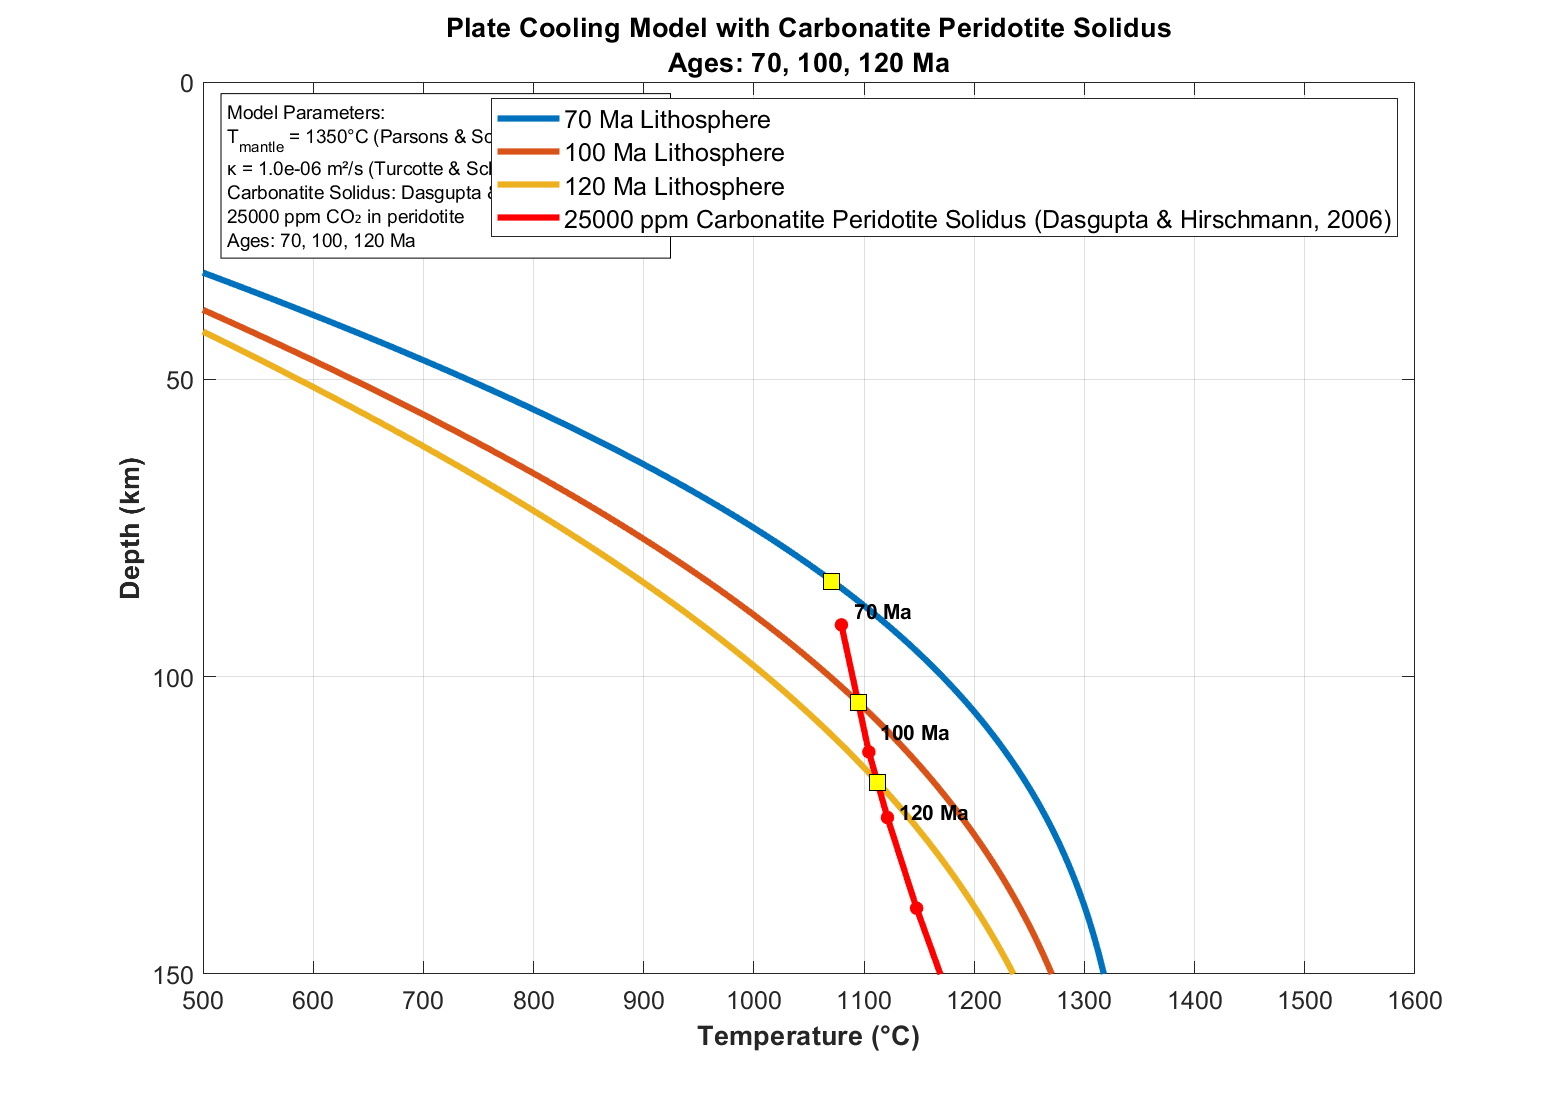 Plate Cooling Model with Carbonatite Peridotite Solidus
Ages: 70, 100, 120 Ma
Model Parameters:
Tmantle = 1350°C (Parsons & Sc
κ = 1.0e-06 m²/s (Turcotte & Scl
Carbonatite Solidus: Dasgupta &
25000 ppm CO₂ in peridotite
Ages: 70, 100, 120 Ma
70 Ma Lithosphere
100 Ma Lithosphere
120 Ma Lithosphere
25000 ppm Carbonatite Peridotite Solidus (Dasgupta & Hirschmann, 2006)
0
50
100
150
Depth (km)
70 Ma
100 Ma
120 Ma
500 600 700 800 900 1000 1100 1200 1300 1400 1500 1600
Temperature (°C)